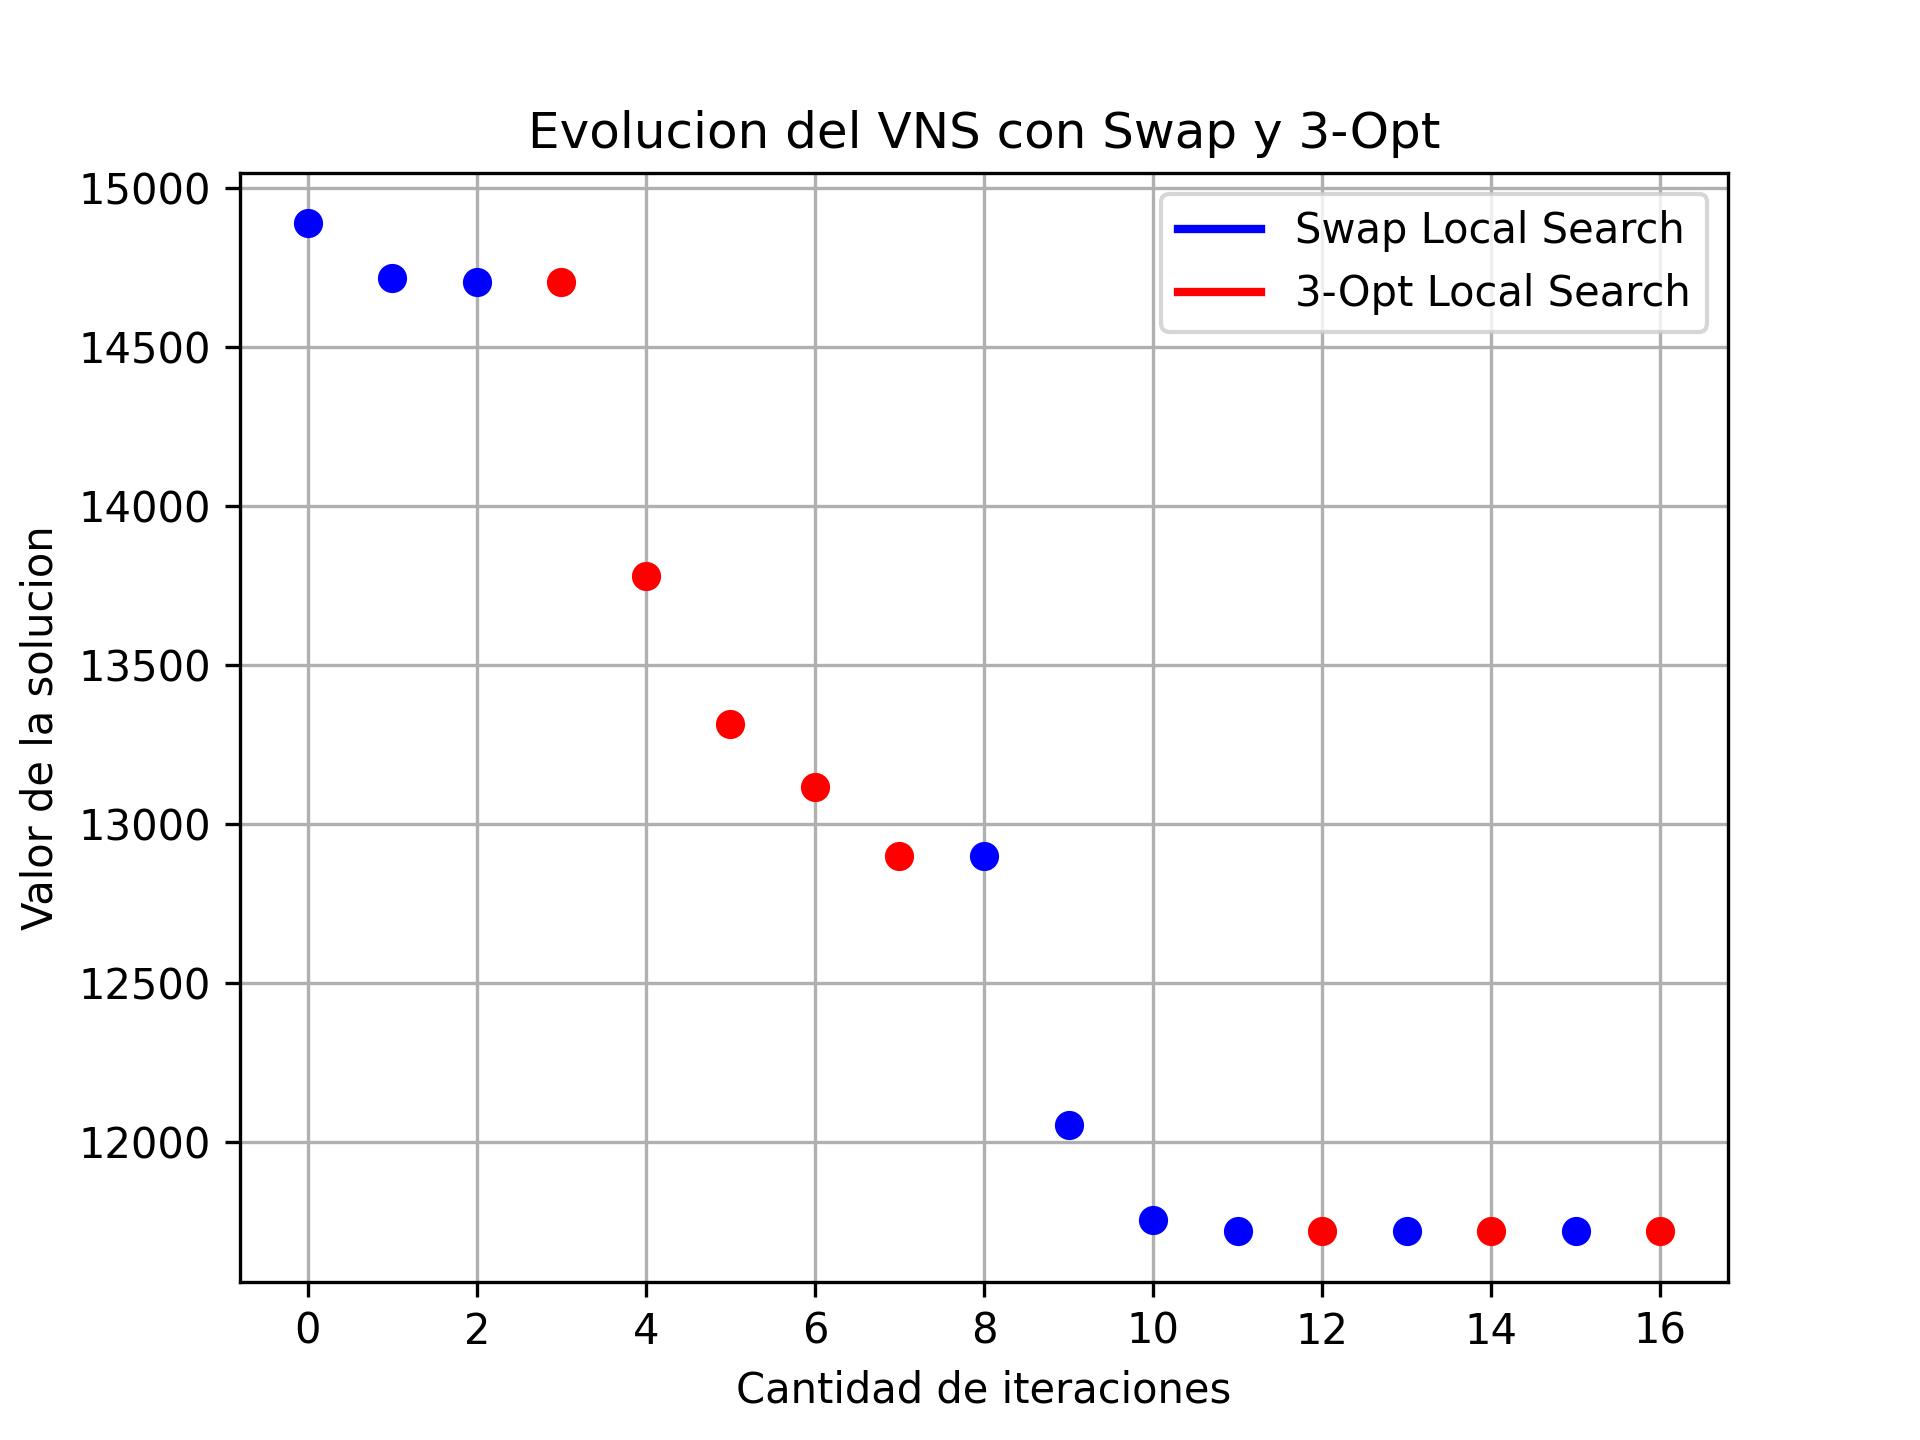 Evolucion del VNS con Swap y 3-Opt
Swap Local Search
3-Opt Local Search
Valor de la solucion
15000
14500
14000
13500
13000
12500
12000
0 2 4 6 8 10 12 14 16
Cantidad de iteraciones